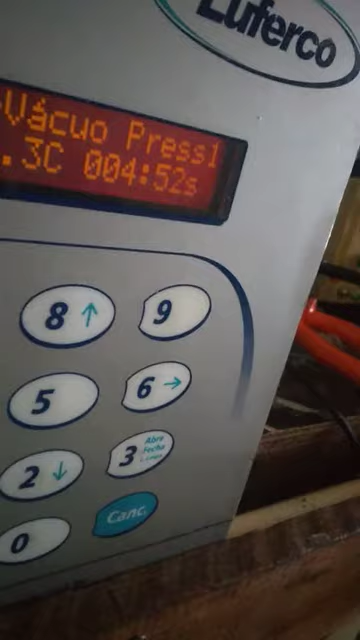 Luferco
Vácuo Press1
.3C 004:52s
8 ↑
9
5
6 →
2 ↓
3 Abre Fecha
0
Canc.